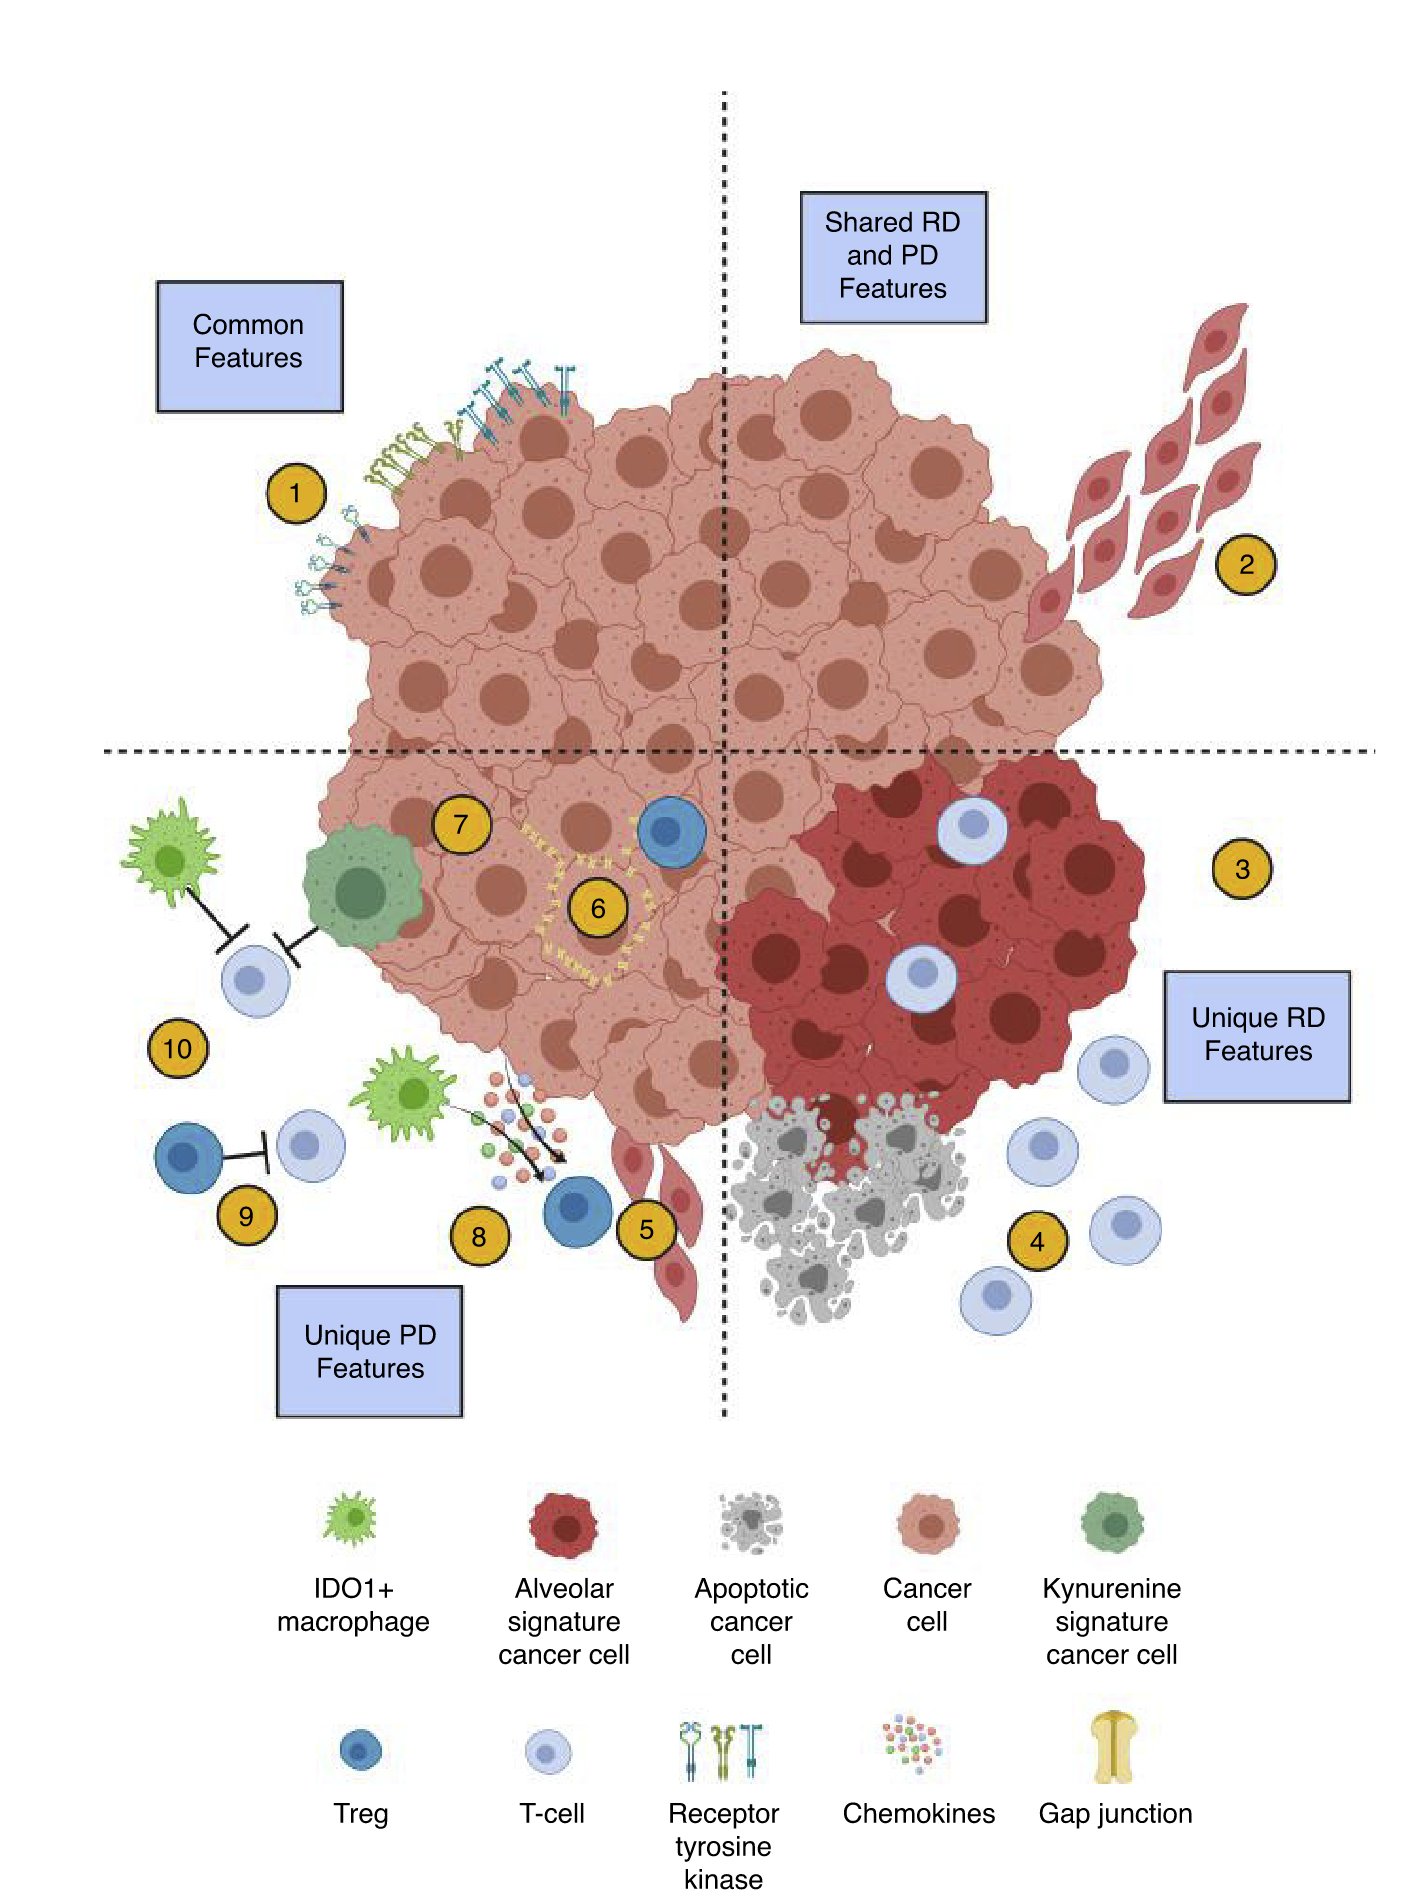 Shared RD
and PD
Features
Common
Features
1
2
7
6
3
10
Unique RD
Features
9
8
5
4
Unique PD
Features
IDO1+
macrophage
Alveolar
signature
cancer cell
Apoptotic
cancer
cell
Cancer
cell
Kynurenine
signature
cancer cell
Treg
T-cell
Receptor
tyrosine
kinase
Chemokines
Gap junction